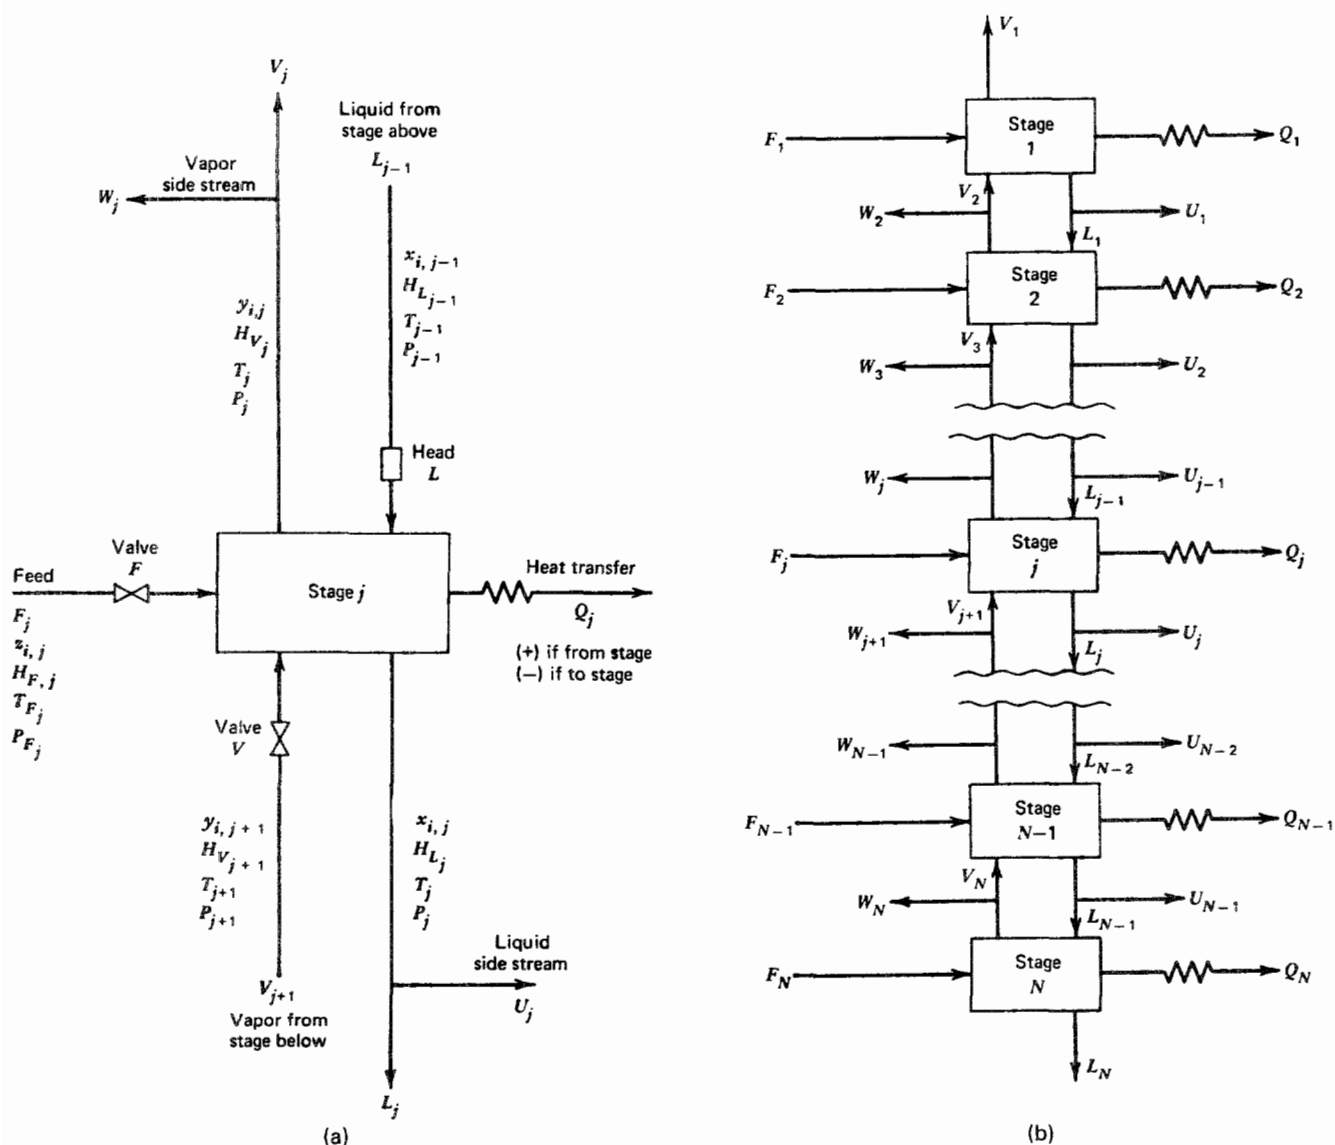 V_j
Liquid from
stage above
L_{j-1}
Vapor
side stream
W_j
x_{i, j-1}
H_{L_{j-1}}
T_{j-1}
P_{j-1}
y_{i,j}
H_{V_j}
T_j
P_j
Head
L
Valve
F
Feed
Stage j
Heat transfer
Q_j
(+) if from stage
(−) if to stage
F_j
z_{i, j}
H_{F, j}
T_{F_j}
P_{F_j}
Valve
V
y_{i, j + 1}
H_{V_{j + 1}}
T_{j+1}
P_{j+1}
x_{i, j}
H_{L_j}
T_j
P_j
Liquid
side stream
U_j
V_{j+1}
Vapor from
stage below
L_j
(a)
V_1
F_1
Stage
1
Q_1
V_2
W_2
U_1
L_1
F_2
Stage
2
Q_2
V_3
W_3
U_2
W_j
U_{j−1}
L_{j−1}
F_j
Stage
j
Q_j
V_{j+1}
W_{j+1}
U_j
L_j
W_{N−1}
U_{N−2}
L_{N−2}
F_{N−1}
Stage
N−1
Q_{N−1}
V_N
W_N
U_{N−1}
L_{N−1}
F_N
Stage
N
Q_N
L_N
(b)